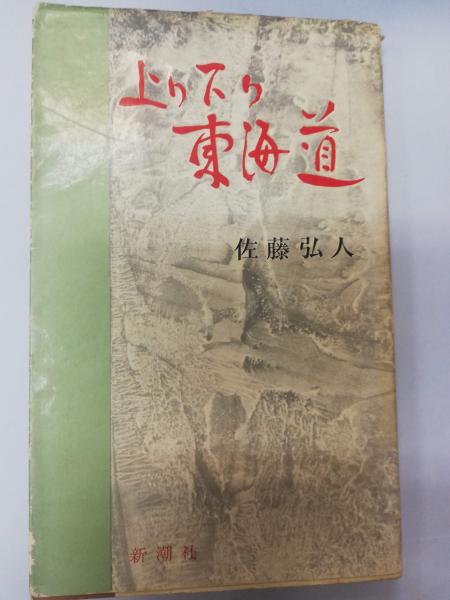 上り下り
東海道
佐藤弘人
新潮社